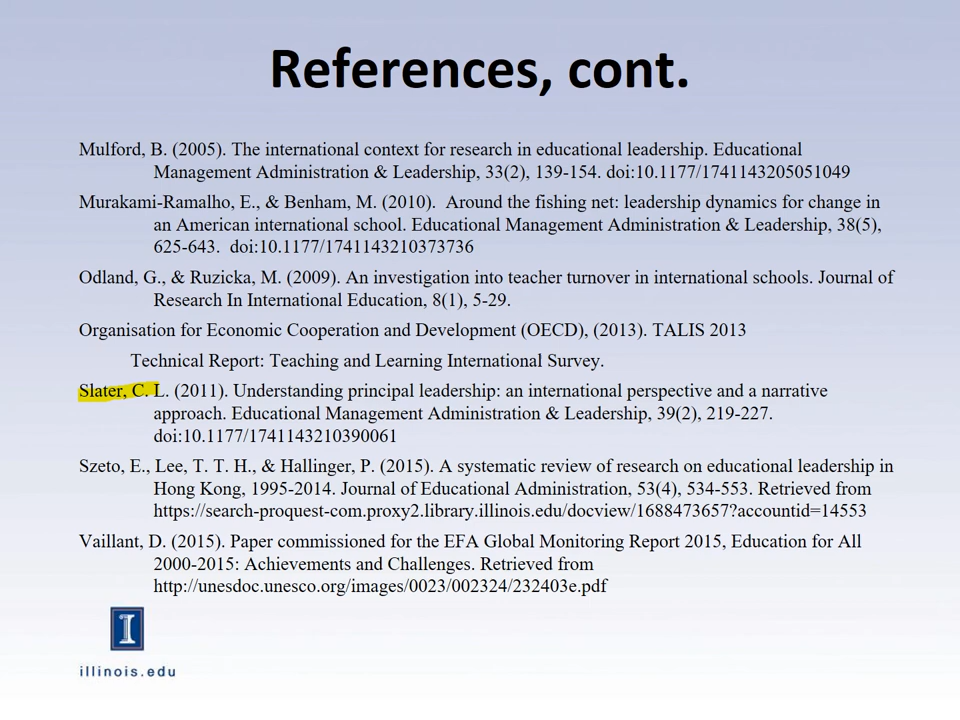 References, cont.
Mulford, B. (2005). The international context for research in educational leadership. Educational
Management Administration & Leadership, 33(2), 139-154. doi:10.1177/1741143205051049
Murakami-Ramalho, E., & Benham, M. (2010).  Around the fishing net: leadership dynamics for change in
an American international school. Educational Management Administration & Leadership, 38(5),
625-643.  doi:10.1177/1741143210373736
Odland, G., & Ruzicka, M. (2009). An investigation into teacher turnover in international schools. Journal of
Research In International Education, 8(1), 5-29.
Organisation for Economic Cooperation and Development (OECD), (2013). TALIS 2013
Technical Report: Teaching and Learning International Survey.
Slater, C. L. (2011). Understanding principal leadership: an international perspective and a narrative
approach. Educational Management Administration & Leadership, 39(2), 219-227.
doi:10.1177/1741143210390061
Szeto, E., Lee, T. T. H., & Hallinger, P. (2015). A systematic review of research on educational leadership in
Hong Kong, 1995-2014. Journal of Educational Administration, 53(4), 534-553. Retrieved from
https://search-proquest-com.proxy2.library.illinois.edu/docview/1688473657?accountid=14553
Vaillant, D. (2015). Paper commissioned for the EFA Global Monitoring Report 2015, Education for All
2000-2015: Achievements and Challenges. Retrieved from
http://unesdoc.unesco.org/images/0023/002324/232403e.pdf
I
illinois.edu